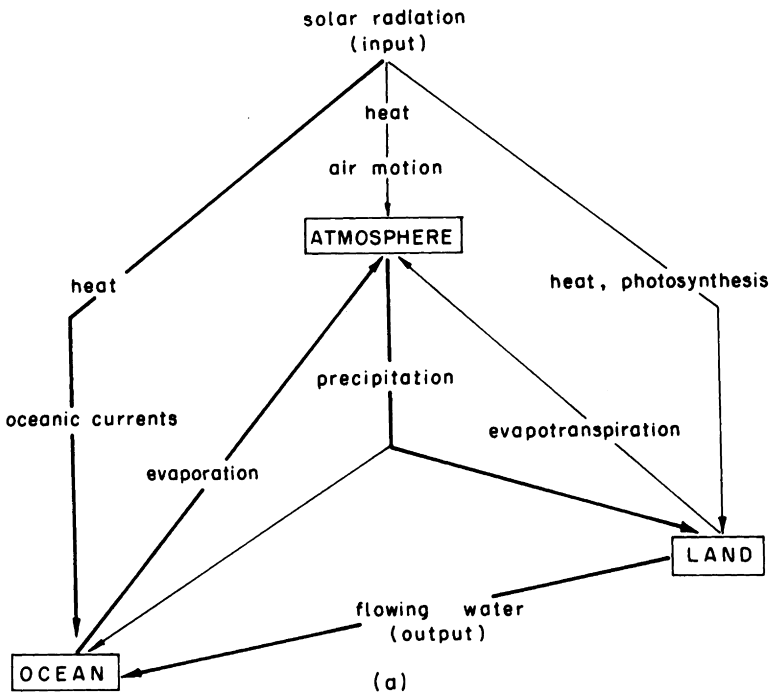 solar radiation
(input)
heat
air motion
ATMOSPHERE
heat
heat, photosynthesis
precipitation
oceanic currents
evapotranspiration
evaporation
LAND
flowing water
(output)
OCEAN
(a)